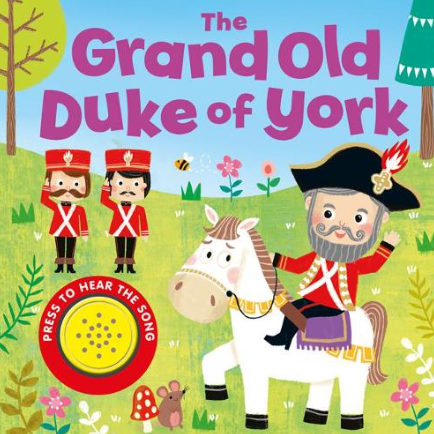 The
Grand Old
Duke of York
PRESS TO HEAR THE SONG